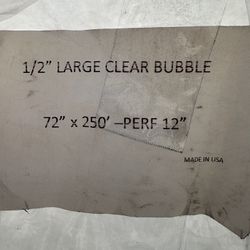 1/2” LARGE CLEAR BUBBLE
72” x 250’ –PERF 12”
MADE IN USA